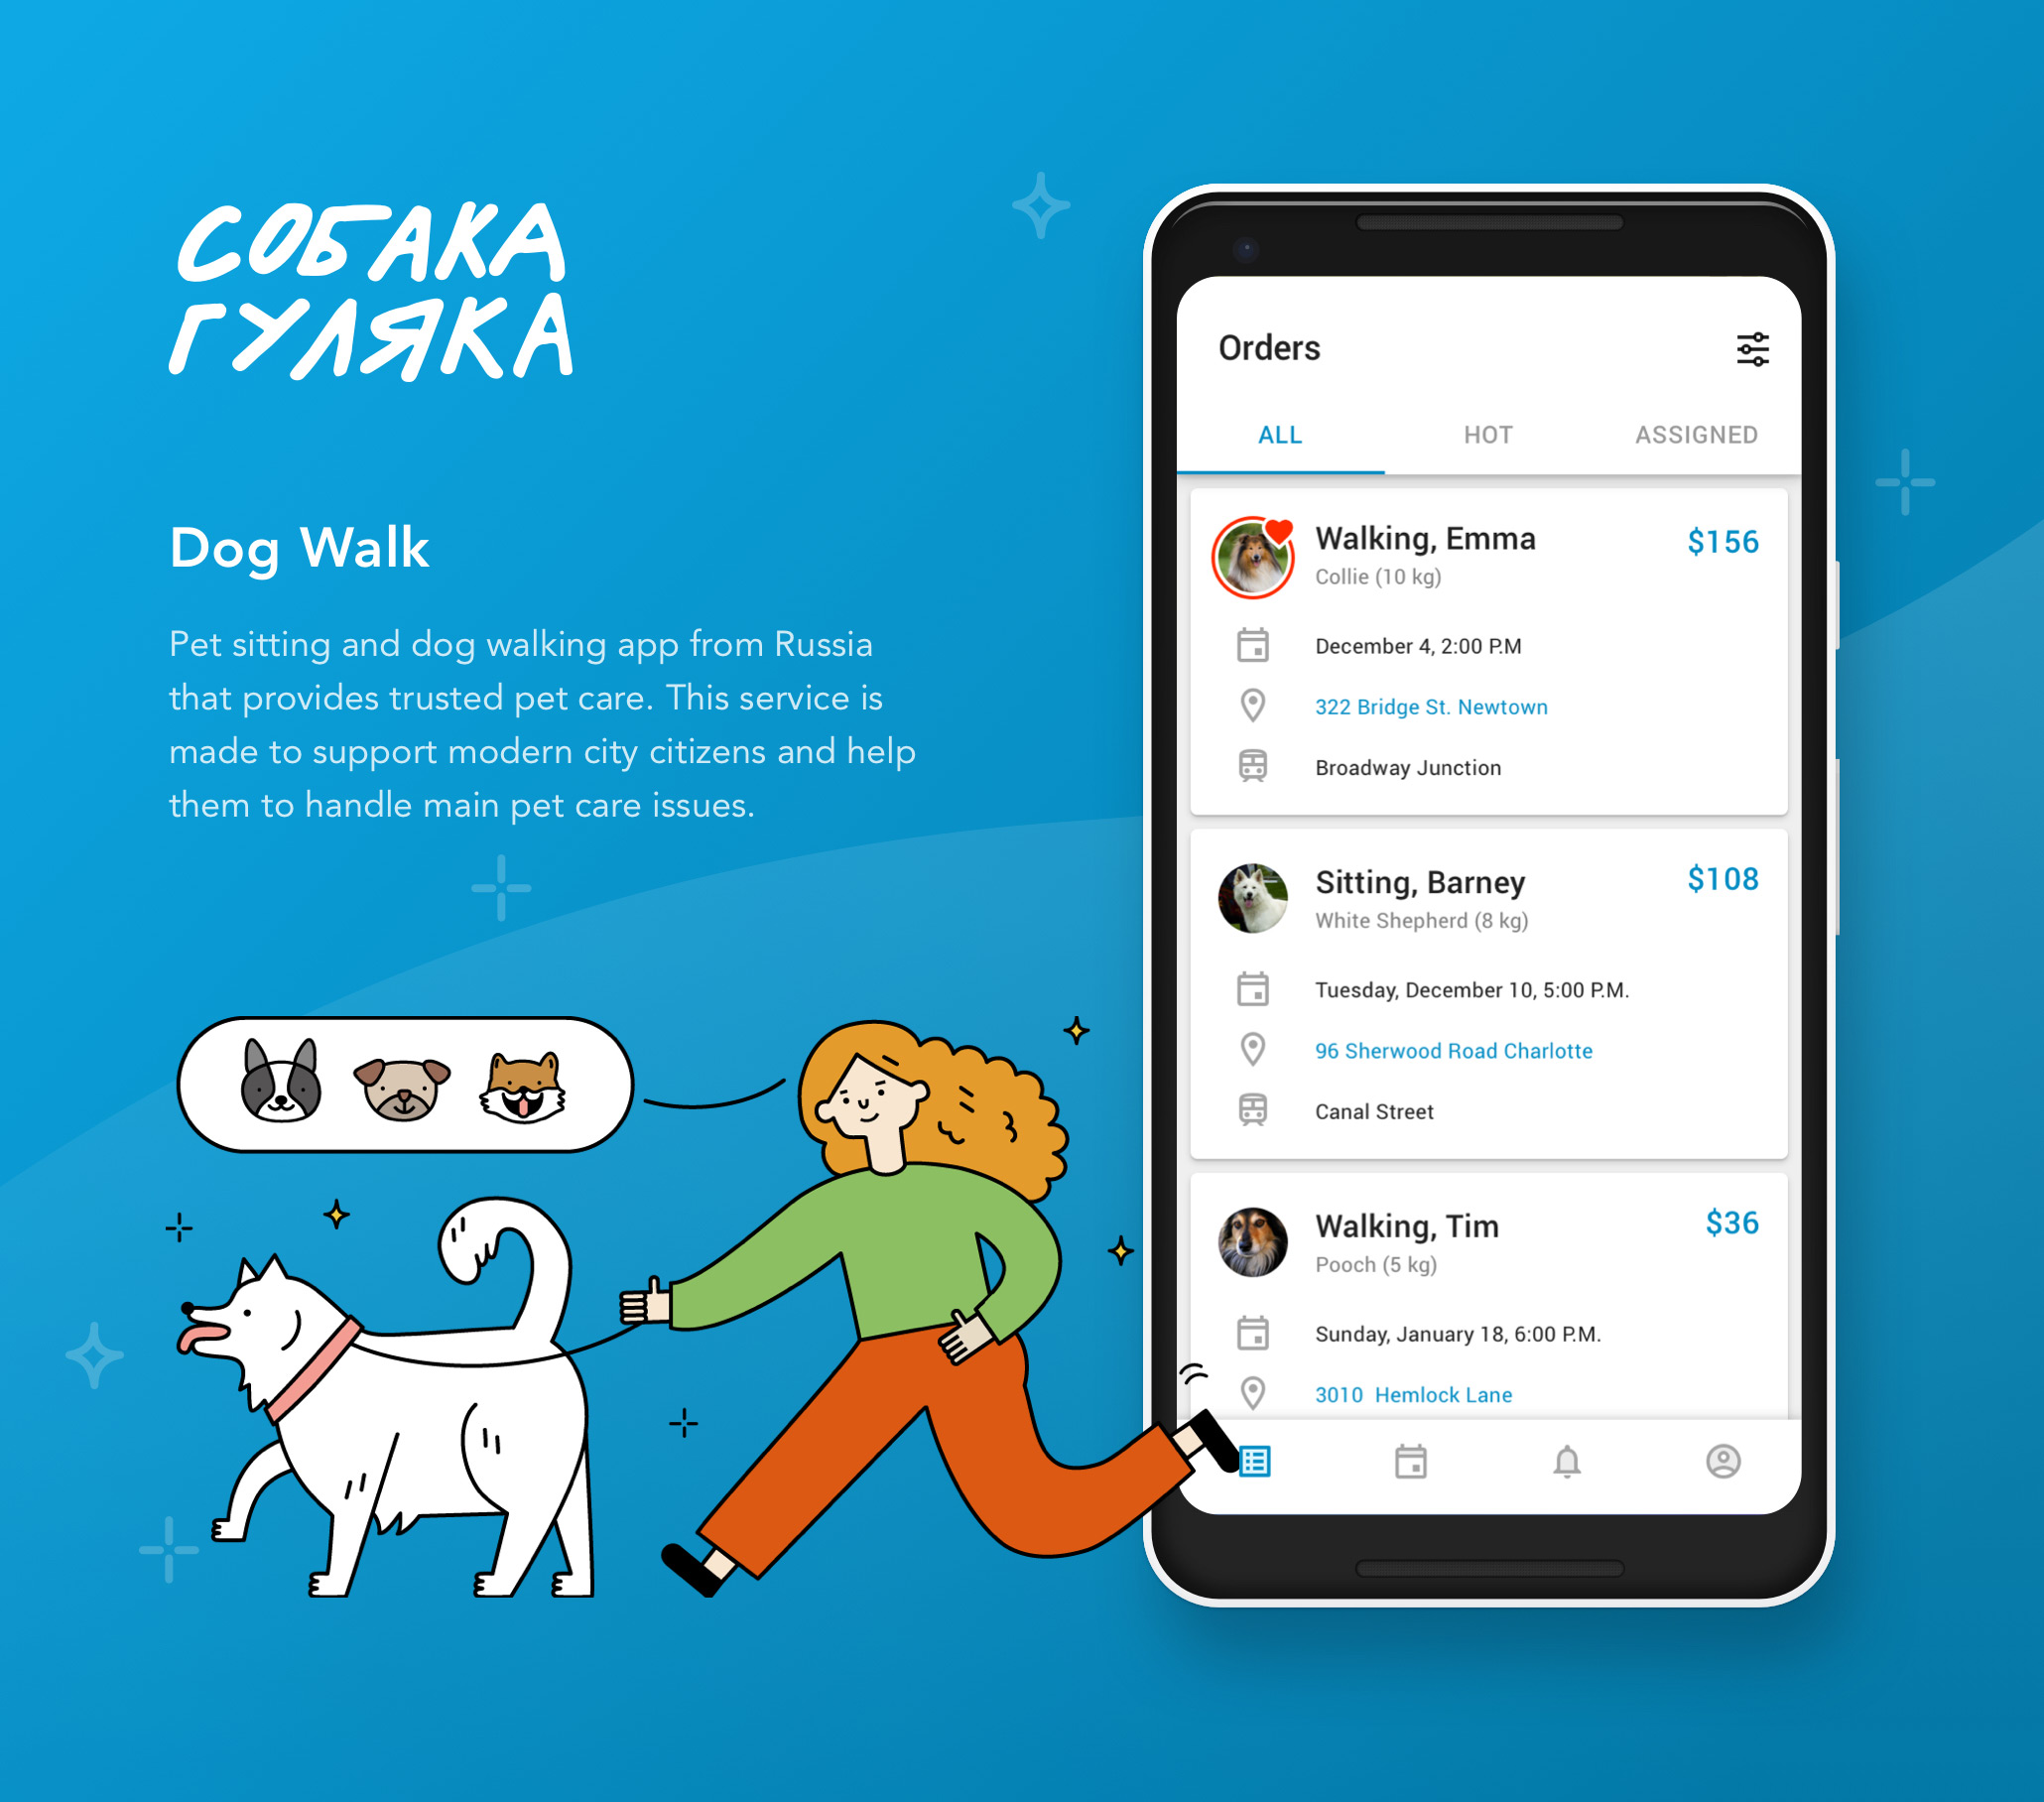 СОБАКА
ГУЛЯКА
Dog Walk
Pet sitting and dog walking app from Russia
that provides trusted pet care. This service is
made to support modern city citizens and help
them to handle main pet care issues.
Orders
ALL HOT ASSIGNED
Walking, Emma $156
Collie (10 kg)
December 4, 2:00 P.M
322 Bridge St. Newtown
Broadway Junction
Sitting, Barney $108
White Shepherd (8 kg)
Tuesday, December 10, 5:00 P.M.
96 Sherwood Road Charlotte
Canal Street
Walking, Tim $36
Pooch (5 kg)
Sunday, January 18, 6:00 P.M.
3010 Hemlock Lane